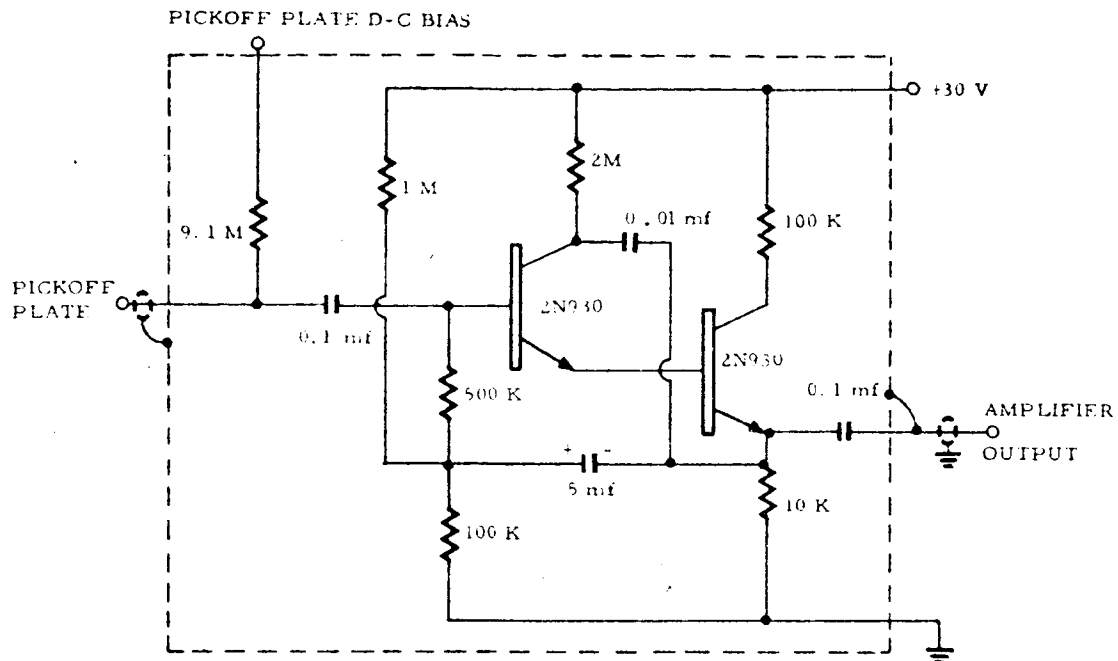 PICKOFF PLATE D-C BIAS
+30 V
2M
1 M
0.01 mf
100 K
9.1 M
PICKOFF
PLATE
2N930
0.1 mf
2N930
0.1 mf
500 K
AMPLIFIER
OUTPUT
+ -
5 mf
10 K
100 K